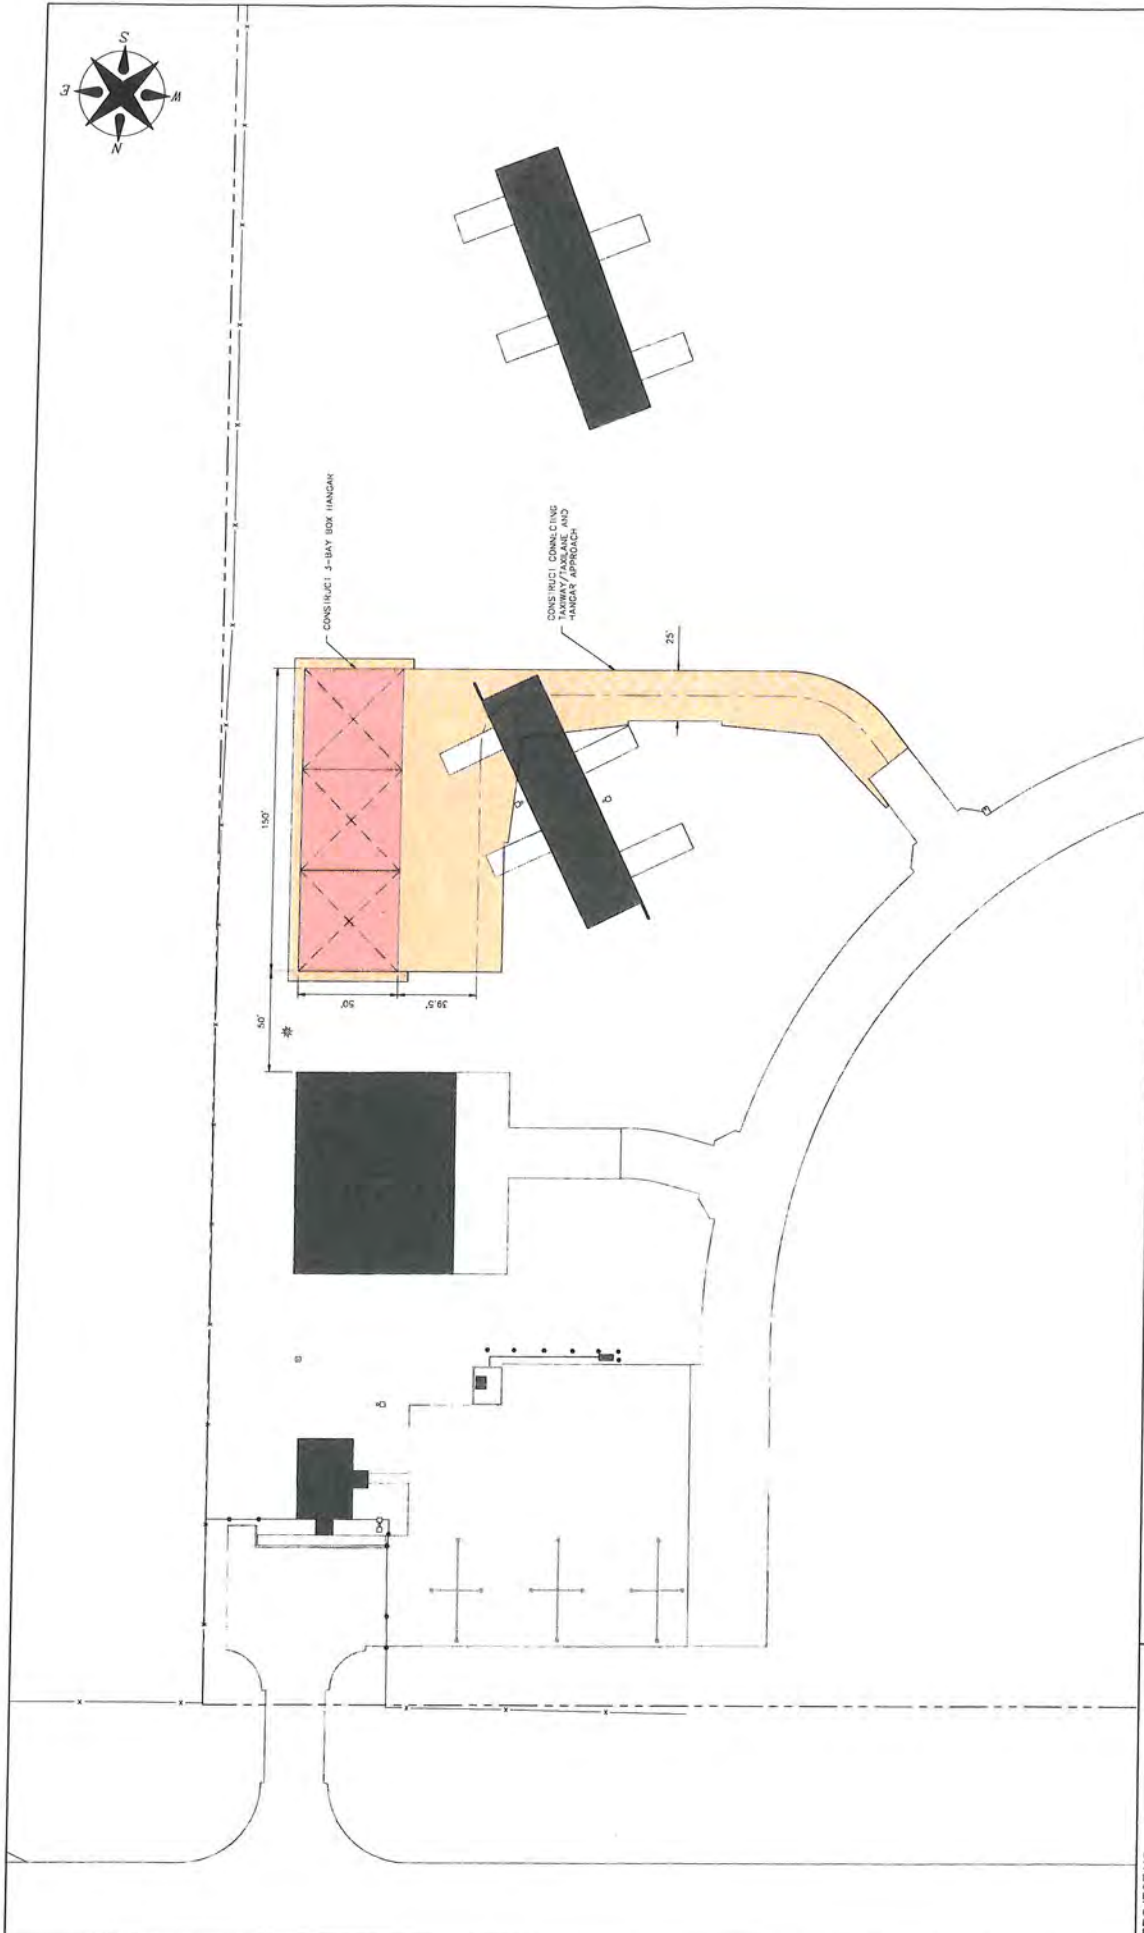 S
E
W
N
CONSTRUCT 3-BAY BOX HANGAR
CONSTRUCT CONNECTING
TAXIWAY/TAXILANE AND
HANGAR APPROACH
25'
150'
50'
39.5'
50'